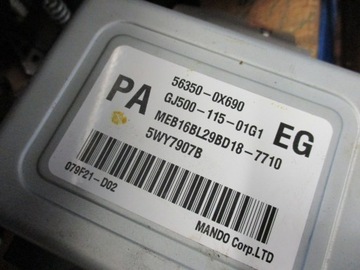 56350-0X690
PA GJ500-115-01G1 EG
MEB16BL29BD18-7710
5WY7907B
079F21-D02
MANDO Corp.LTD